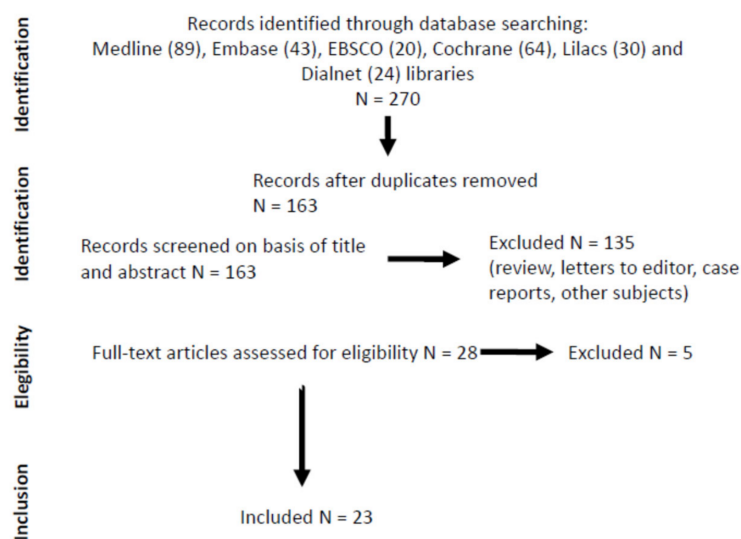 Identification
Records identified through database searching:
Medline (89), Embase (43), EBSCO (20), Cochrane (64), Lilacs (30) and
Dialnet (24) libraries
N = 270
Identification
Records after duplicates removed
N = 163
Records screened on basis of title
and abstract N = 163
Excluded N = 135
(review, letters to editor, case
reports, other subjects)
Elegibility
Full-text articles assessed for eligibility N = 28
Excluded N = 5
Inclusion
Included N = 23